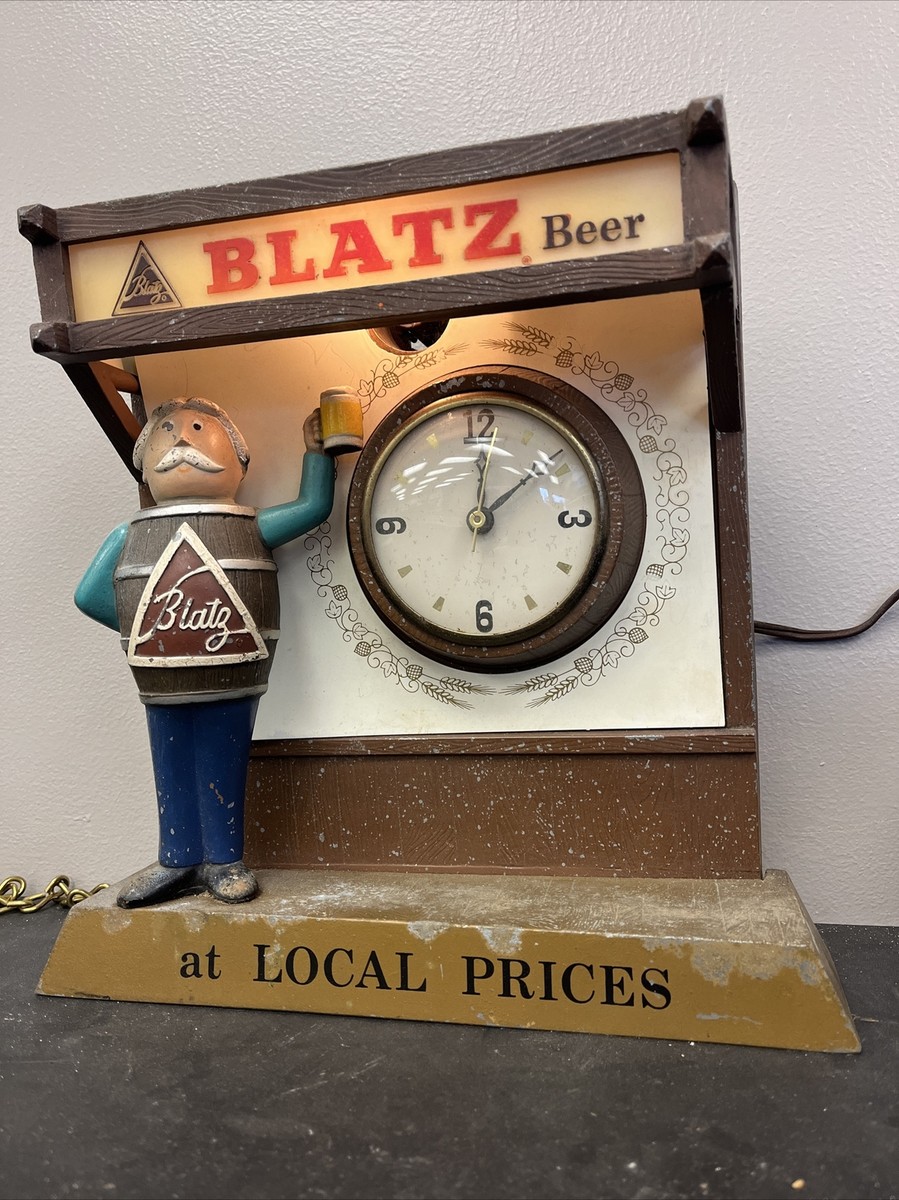 Blatz
BLATZ Beer
12
9 3
6
Blatz
at LOCAL PRICES